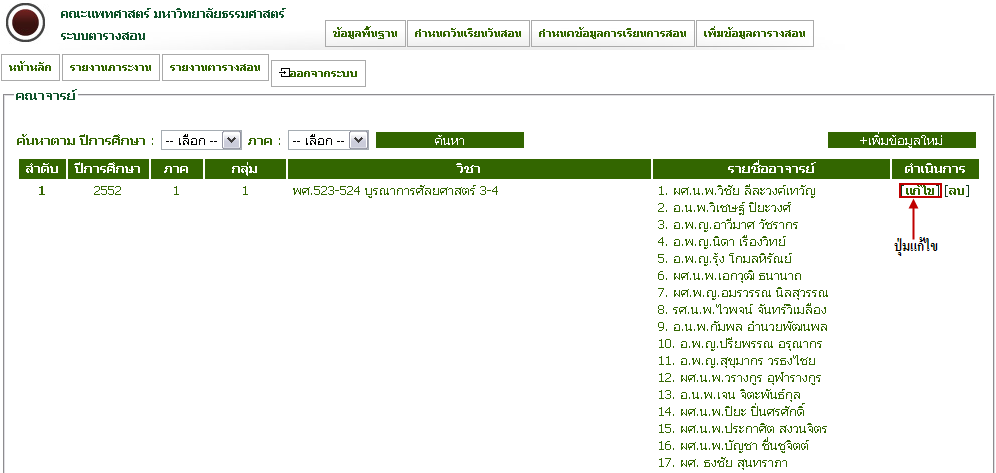 คณะแพทศาสตร์ มหาวิทยาลัยธรรมศาสตร์
ระบบตารางสอน
ข้อมูลพื้นฐาน กำหนดวันเรียนวันสอน กำหนดข้อมูลการเรียนการสอน เพิ่มข้อมูลตารางสอน
หน้าหลัก รายงานภาระงาน รายงานตารางสอน ออกจากระบบ
คณาจารย์
ค้นหาตาม ปีการศึกษา : -- เลือก -- ภาค : -- เลือก -- ค้นหา +เพิ่มข้อมูลใหม่
ลำดับ ปีการศึกษา ภาค กลุ่ม วิชา รายชื่ออาจารย์ ดำเนินการ
1 2552 1 1 พศ.523-524 บูรณาการศัลยศาสตร์ 3-4 1. ผศ.น.พ.วิชัย ลีละวงค์เทวัญ [แก้ไข] [ลบ]
2. อ.น.พ.วิเชษฐ์ ปิยะวงศ์
3. อ.พ.ญ.อาวีมาศ วัชรากร
4. อ.พ.ญ.นิดา เรืองวิทย์
ปุ่มแก้ไข
5. อ.พ.ญ.รุ้ง โกมลหิรัณย์
6. ผศ.น.พ.เอกวุฒิ ธนานาถ
7. ผศ.พ.ญ.อมรวรรณ นิลสุวรรณ
8. รศ.น.พ.ไวพจน์ จันทร์วิเมลือง
9. อ.น.พ.กัมพล อำนวยพัฒนพล
10. อ.พ.ญ.ปรียพรรณ อรุณากร
11. อ.พ.ญ.สุขุมากร วรธงไชย
12. ผศ.น.พ.วรางกูร อุฬารางกูร
13. อ.น.พ.เจน จิตะพันธ์กุล
14. ผศ.น.พ.ปิยะ ปิ่นศรศักดิ์
15. ผศ.น.พ.ประกาศิต สงวนจิตร
16. ผศ.น.พ.บัญชา ชื่นชูจิตต์
17. ผศ. ธงชัย สุนทราภา